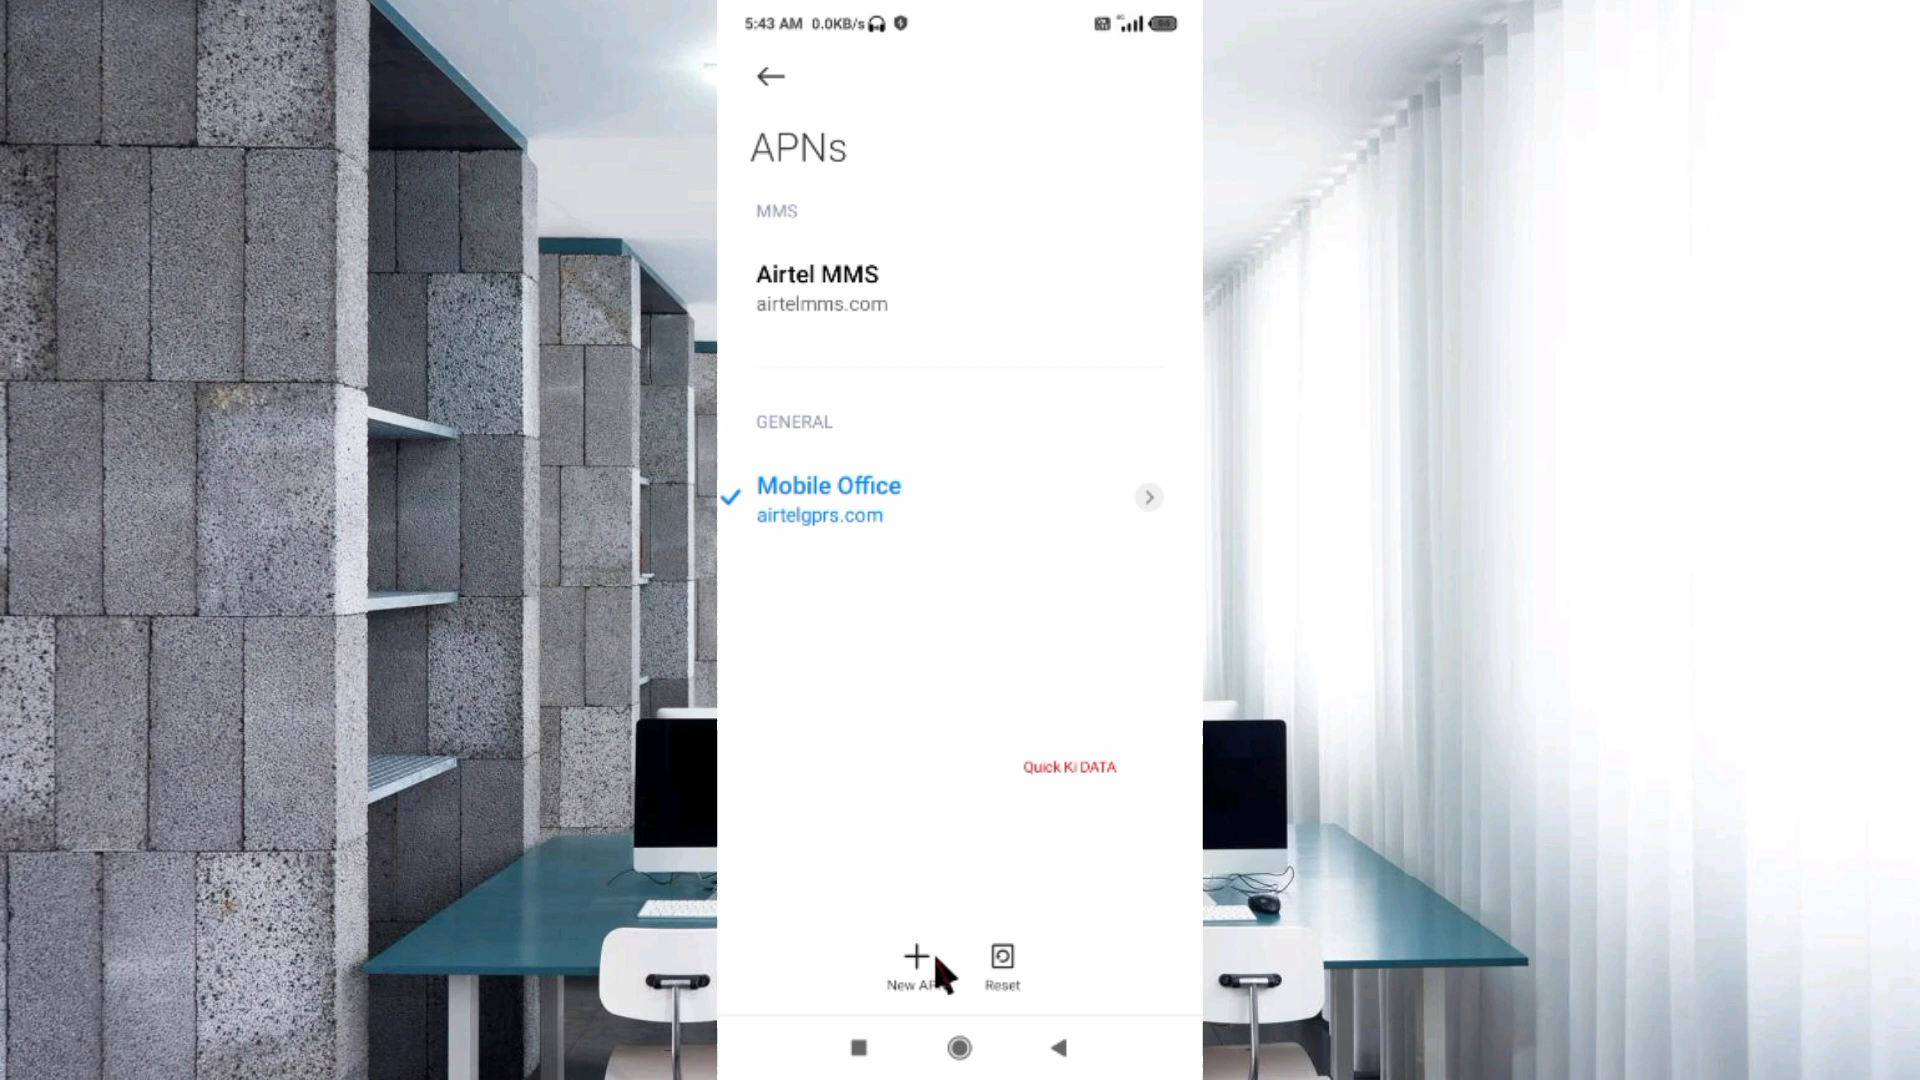 5:43 AM 0.0KB/s
APNs
MMS
Airtel MMS
airtelmms.com
GENERAL
Mobile Office
airtelgprs.com
Quick Ki DATA
New
Reset